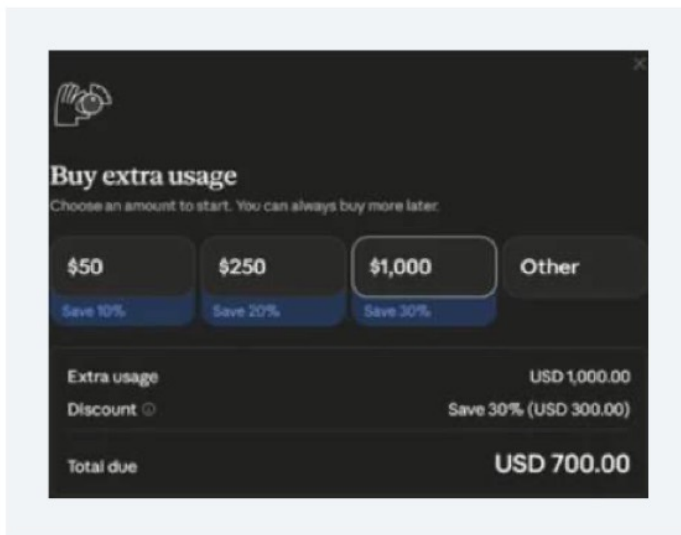 Buy extra usage
Choose an amount to start. You can always buy more later.
$50 $250 $1,000 Other
Save 10% Save 20% Save 30%
Extra usage USD 1,000.00
Discount Save 30% (USD 300.00)
Total due USD 700.00